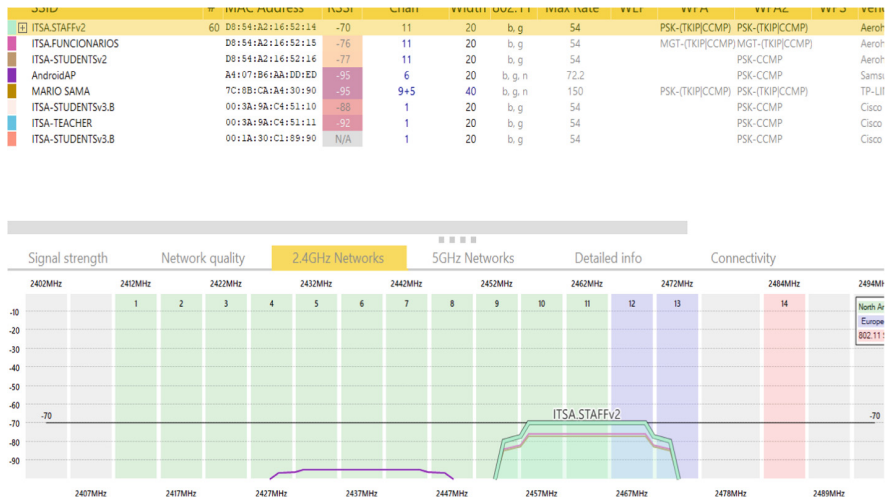 SSID # MAC Address RSSI Chan Width 802.11 Max Rate WEP WPA WPA2 WPS
ITSA.STAFFv2 60 D8:54:A2:16:52:14 -70 11 20 b, g 54 PSK-(TKIP|CCMP) PSK-(TKIP|CCMP) Aeroh
ITSA.FUNCIONARIOS D8:54:A2:16:52:15 -76 11 20 b, g 54 MGT-(TKIP|CCMP) MGT-(TKIP|CCMP) Aeroh
ITSA-STUDENTSv2 D8:54:A2:16:52:16 -77 11 20 b, g 54 PSK-CCMP Aeroh
AndroidAP A4:07:B6:AA:DD:ED -95 6 20 b, g, n 72.2 PSK-CCMP Samsu
MARIO SAMA 7C:8B:CA:A4:30:90 -95 9+5 40 b, g, n 150 PSK-(TKIP|CCMP) PSK-(TKIP|CCMP) TP-LIN
ITSA-STUDENTSv3.B 00:3A:9A:C4:51:10 -88 1 20 b, g 54 PSK-CCMP Cisco
ITSA-TEACHER 00:3A:9A:C4:51:11 -92 1 20 b, g 54 PSK-CCMP Cisco
ITSA-STUDENTSv3.B 00:1A:30:C1:89:90 N/A 1 20 b, g 54 PSK-CCMP Cisco
Signal strength Network quality 2.4GHz Networks 5GHz Networks Detailed info Connectivity
2402MHz 2412MHz 2422MHz 2432MHz 2442MHz 2452MHz 2462MHz 2472MHz 2484MHz 2494MH
1 2 3 4 5 6 7 8 9 10 11 12 13 14
North Ar
Europe
802.11
-10
-20
-30
-40
-50
-60
-70 ITSA.STAFFv2 -70
-70
-80
-90
2407MHz 2417MHz 2427MHz 2437MHz 2447MHz 2457MHz 2467MHz 2478MHz 2489MHz